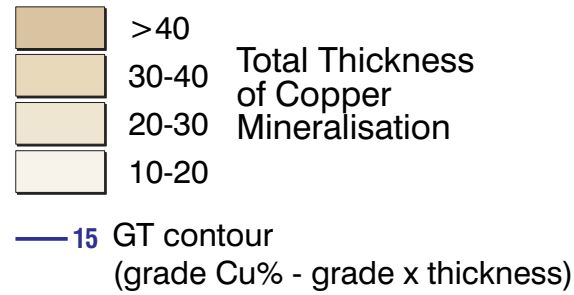 >40
30-40
20-30
10-20
Total Thickness
of Copper
Mineralisation
15 GT contour
(grade Cu% - grade x thickness)